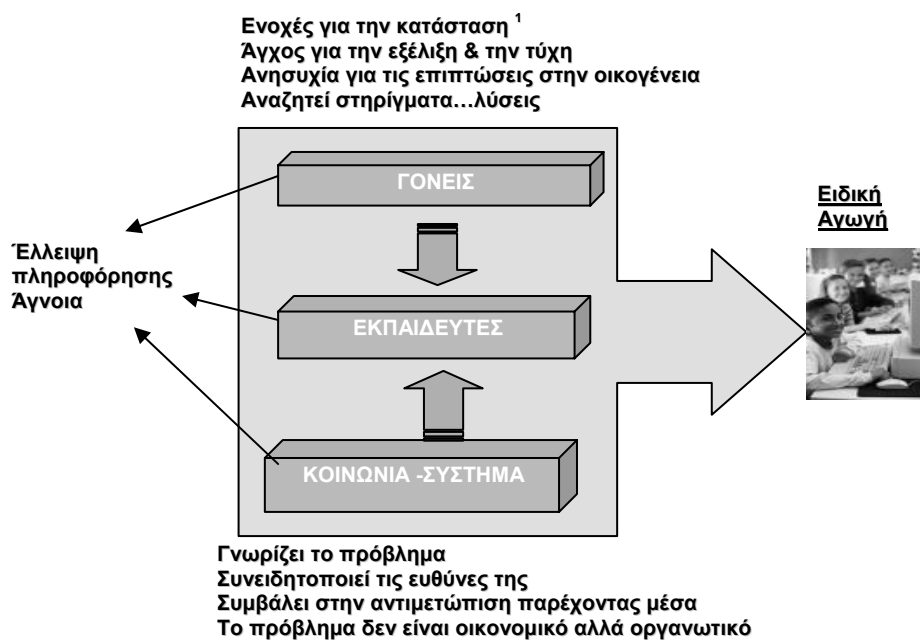 Ενοχές για την κατάσταση ¹
Άγχος για την εξέλιξη & την τύχη
Ανησυχία για τις επιπτώσεις στην οικογένεια
Αναζητεί στηρίγματα…λύσεις
ΓΟΝΕΙΣ
Ειδική
Αγωγή
Έλλειψη
πληροφόρησης
Άγνοια
ΕΚΠΑΙΔΕΥΤΕΣ
ΚΟΙΝΩΝΙΑ -ΣΥΣΤΗΜΑ
Γνωρίζει το πρόβλημα
Συνειδητοποιεί τις ευθύνες της
Συμβάλει στην αντιμετώπιση παρέχοντας μέσα
Το πρόβλημα δεν είναι οικονομικό αλλά οργανωτικό